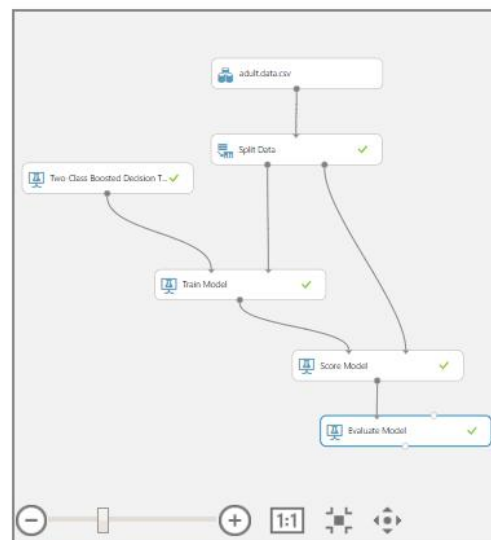 adult.data.csv
Split Data
Two-Class Boosted Decision T...
Train Model
Score Model
Evaluate Model
1:1